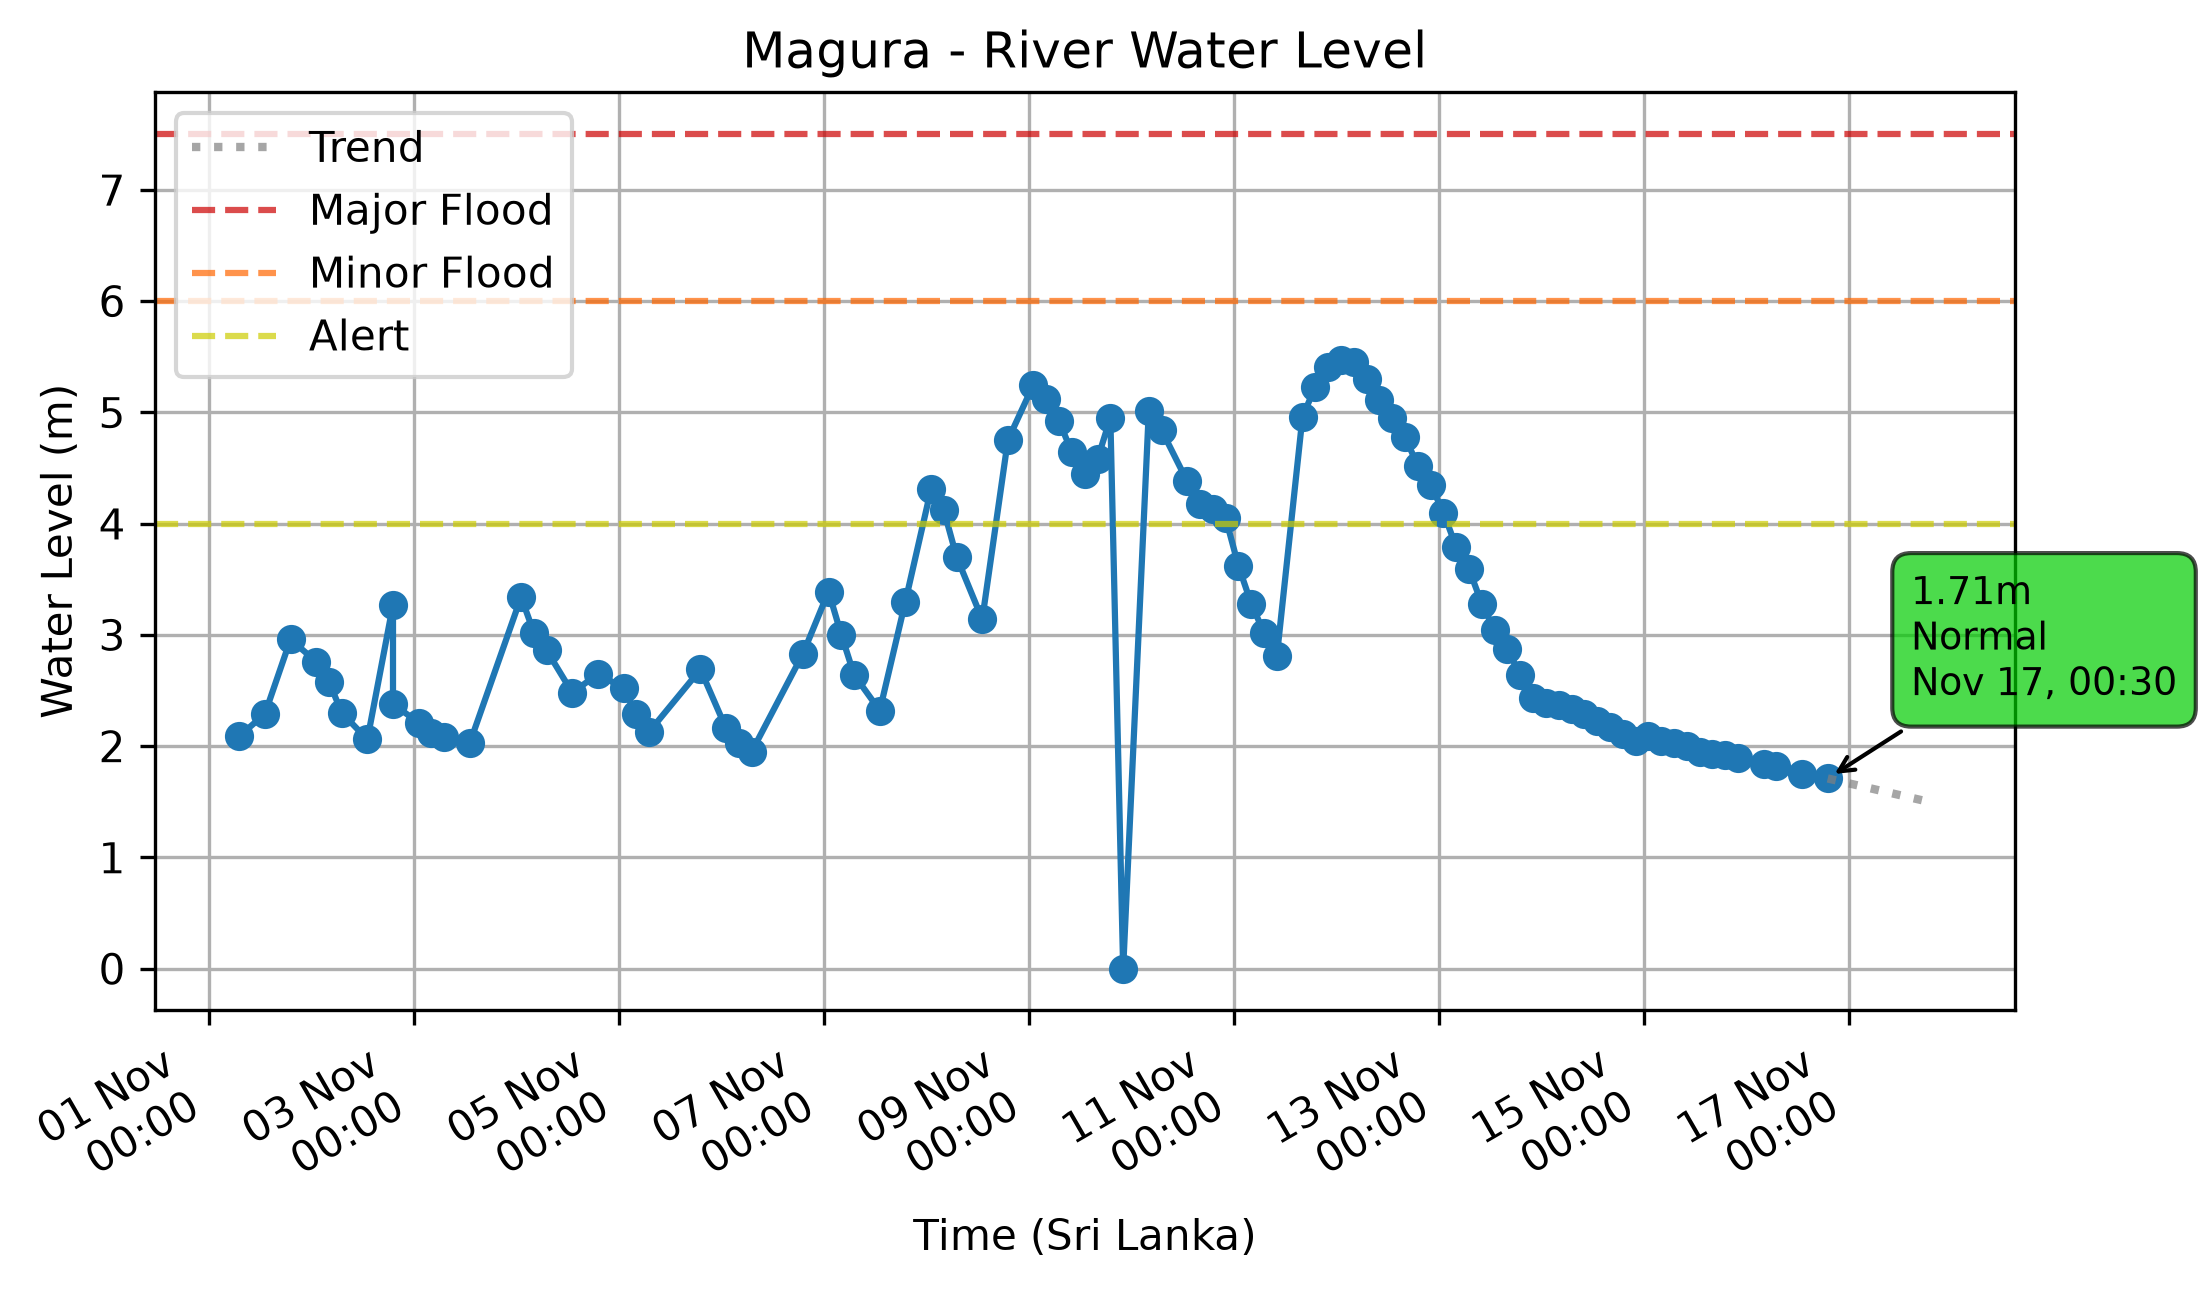 Magura - River Water Level
Trend
Major Flood
Minor Flood
Alert
7
6
5
4
3
2
1
0
Water Level (m)
1.71m
Normal
Nov 17, 00:30
01 Nov
00:00
03 Nov
00:00
05 Nov
00:00
07 Nov
00:00
09 Nov
00:00
11 Nov
00:00
13 Nov
00:00
15 Nov
00:00
17 Nov
00:00
Time (Sri Lanka)